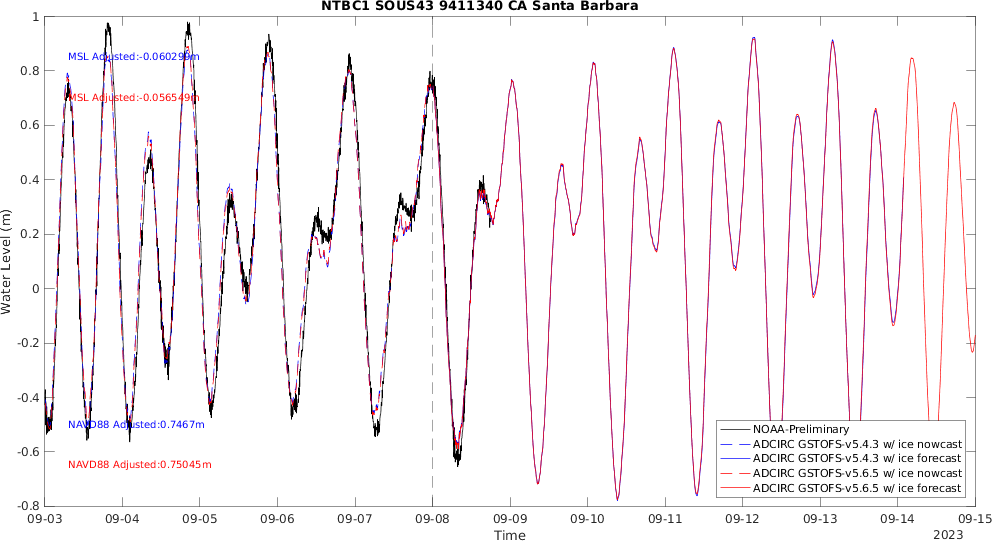 NTBC1 SOUS43 9411340 CA Santa Barbara
1
0.8
0.6
0.4
0.2
0
-0.2
-0.4
-0.6
-0.8
Water Level (m)
MSL Adjusted:-0.060299m
MSL Adjusted:-0.056549m
NAVD88 Adjusted:0.7467m
NAVD88 Adjusted:0.75045m
NOAA-Preliminary
ADCIRC GSTOFS-v5.4.3 w/ ice nowcast
ADCIRC GSTOFS-v5.4.3 w/ ice forecast
ADCIRC GSTOFS-v5.6.5 w/ ice nowcast
ADCIRC GSTOFS-v5.6.5 w/ ice forecast
09-03 09-04 09-05 09-06 09-07 09-08 09-09 09-10 09-11 09-12 09-13 09-14 09-15
Time
2023